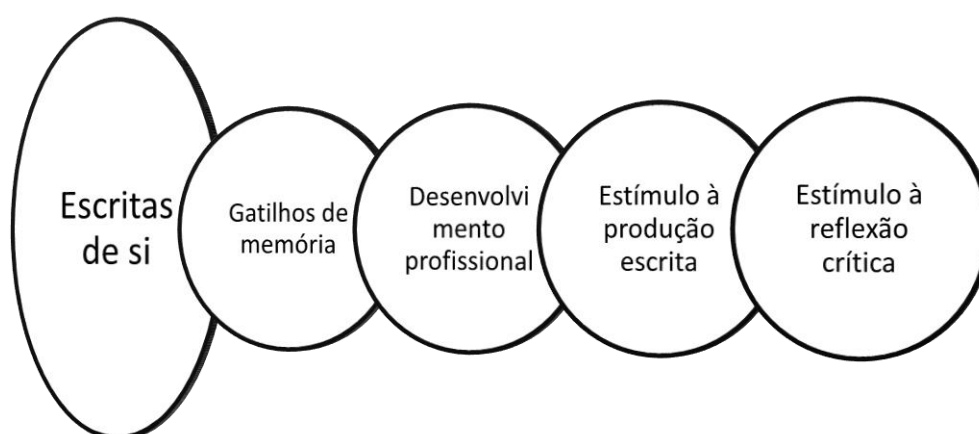 Escritas
de si
Gatilhos de
memória
Desenvolvi
mento
profissional
Estímulo à
produção
escrita
Estímulo à
reflexão
crítica